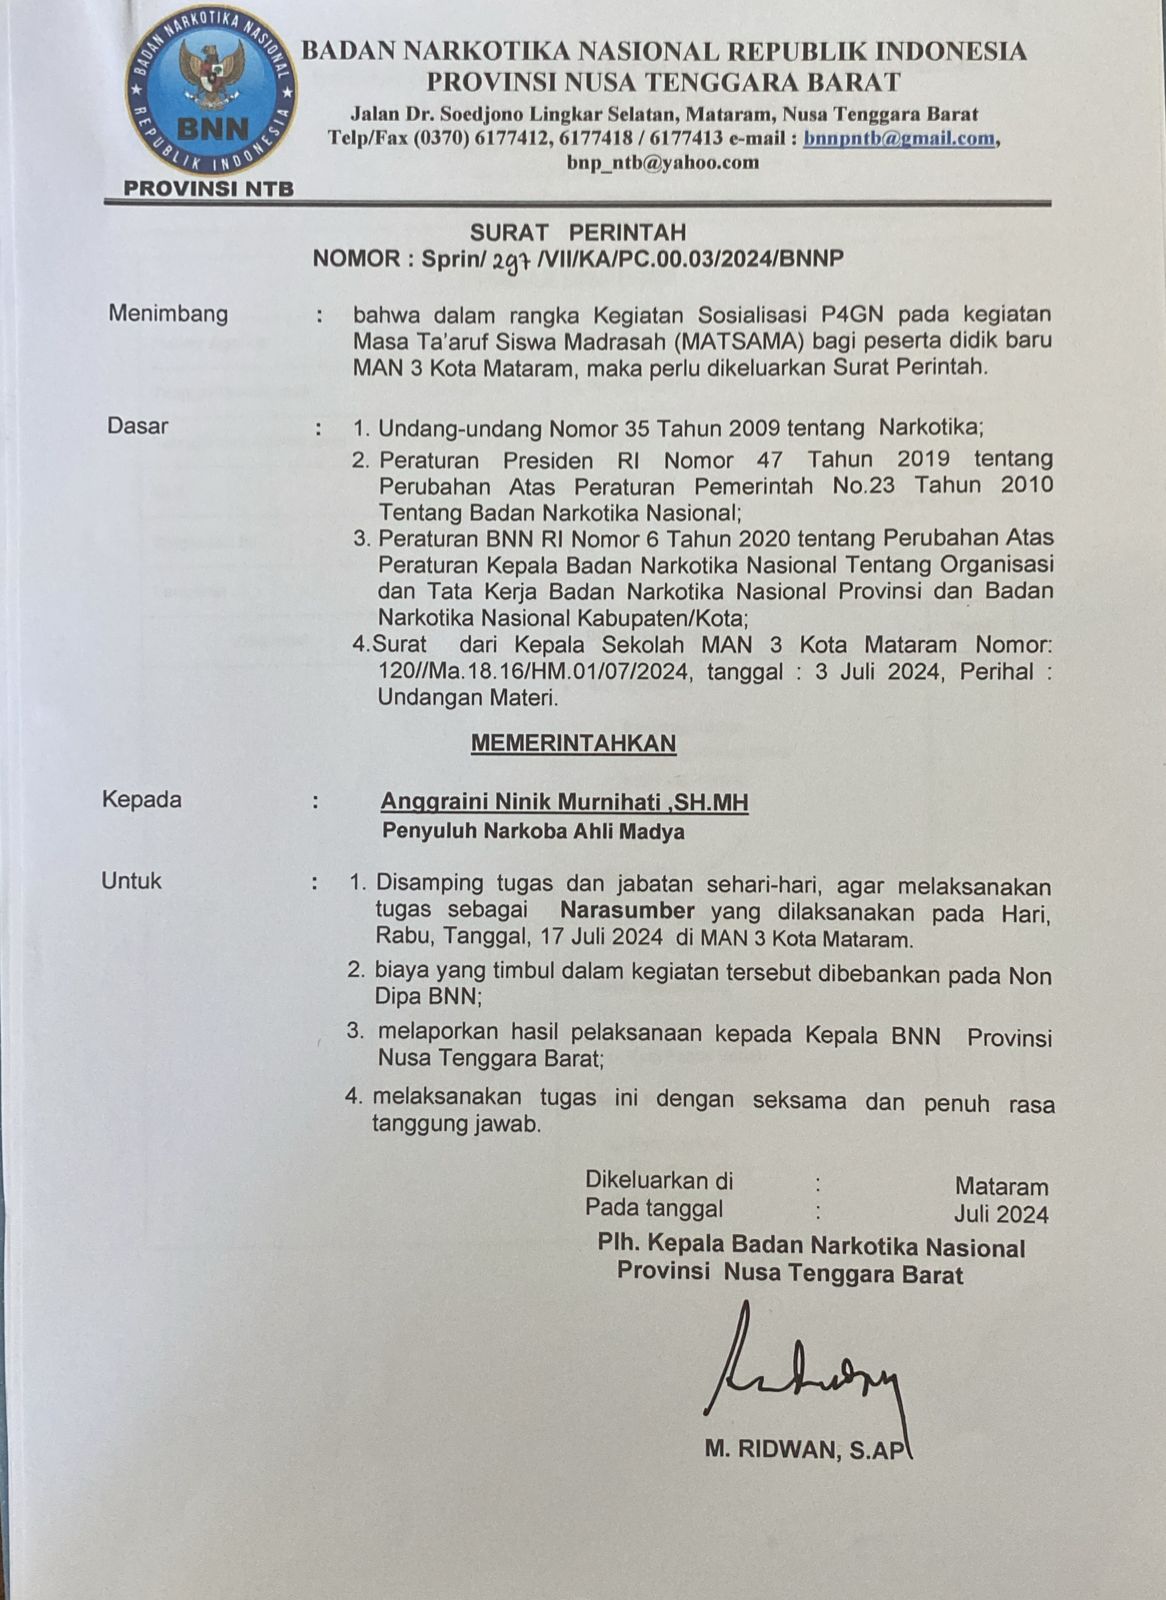 BADAN NARKOTIKA NASIONAL
REPUBLIK INDONESIA
BNN
PROVINSI NTB
BADAN NARKOTIKA NASIONAL REPUBLIK INDONESIA
PROVINSI NUSA TENGGARA BARAT
Jalan Dr. Soedjono Lingkar Selatan, Mataram, Nusa Tenggara Barat
Telp/Fax (0370) 6177412, 6177418 / 6177413 e-mail : bnnpntb@gmail.com,
bnp_ntb@yahoo.com
SURAT PERINTAH
NOMOR : Sprin/ 297 /VII/KA/PC.00.03/2024/BNNP
Menimbang : bahwa dalam rangka Kegiatan Sosialisasi P4GN pada kegiatan
Masa Ta'aruf Siswa Madrasah (MATSAMA) bagi peserta didik baru
MAN 3 Kota Mataram, maka perlu dikeluarkan Surat Perintah.
Dasar : 1. Undang-undang Nomor 35 Tahun 2009 tentang Narkotika;
2. Peraturan Presiden RI Nomor 47 Tahun 2019 tentang
Perubahan Atas Peraturan Pemerintah No.23 Tahun 2010
Tentang Badan Narkotika Nasional;
3. Peraturan BNN RI Nomor 6 Tahun 2020 tentang Perubahan Atas
Peraturan Kepala Badan Narkotika Nasional Tentang Organisasi
dan Tata Kerja Badan Narkotika Nasional Provinsi dan Badan
Narkotika Nasional Kabupaten/Kota;
4.Surat dari Kepala Sekolah MAN 3 Kota Mataram Nomor:
120//Ma.18.16/HM.01/07/2024, tanggal : 3 Juli 2024, Perihal :
Undangan Materi.
MEMERINTAHKAN
Kepada : Anggraini Ninik Murnihati ,SH.MH
Penyuluh Narkoba Ahli Madya
Untuk : 1. Disamping tugas dan jabatan sehari-hari, agar melaksanakan
tugas sebagai Narasumber yang dilaksanakan pada Hari,
Rabu, Tanggal, 17 Juli 2024 di MAN 3 Kota Mataram.
2. biaya yang timbul dalam kegiatan tersebut dibebankan pada Non
Dipa BNN;
3. melaporkan hasil pelaksanaan kepada Kepala BNN Provinsi
Nusa Tenggara Barat;
4. melaksanakan tugas ini dengan seksama dan penuh rasa
tanggung jawab.
Dikeluarkan di : Mataram
Pada tanggal : Juli 2024
Plh. Kepala Badan Narkotika Nasional
Provinsi Nusa Tenggara Barat
M. RIDWAN, S.AP